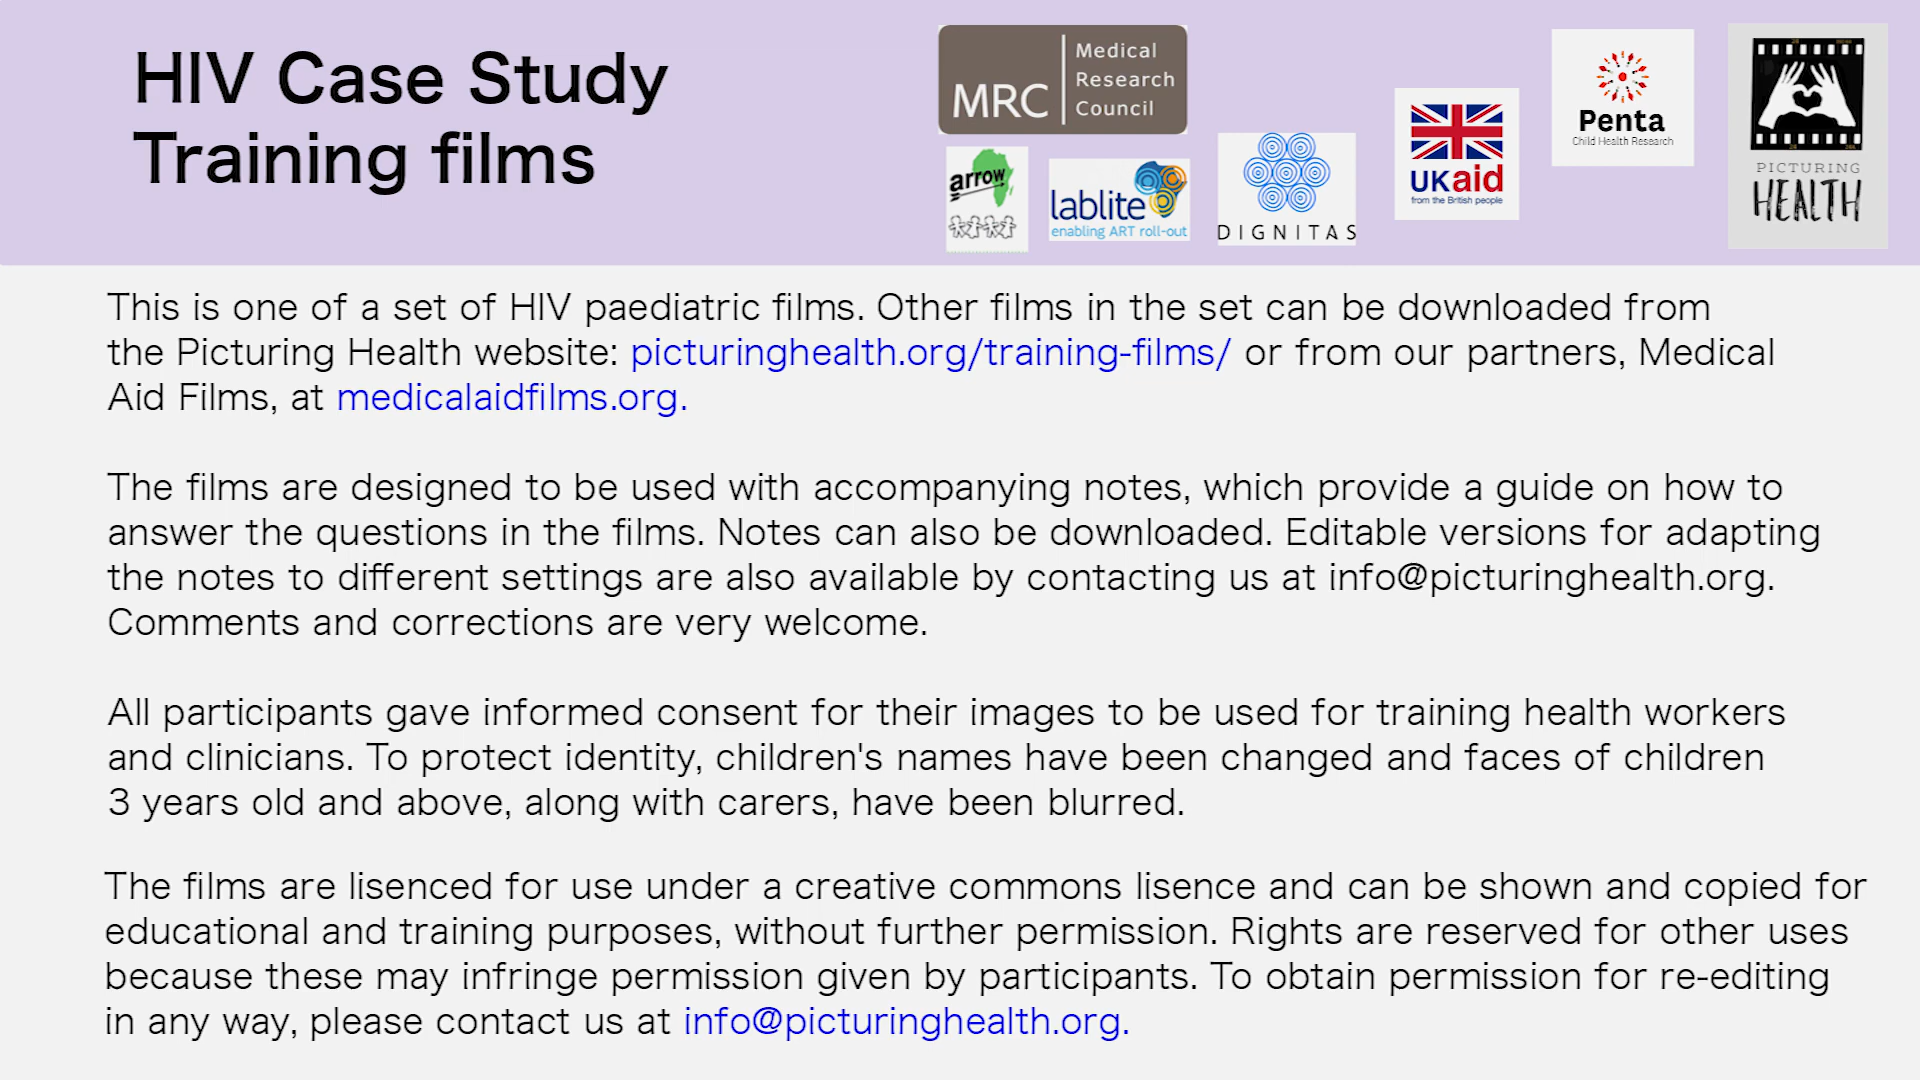 HIV Case Study
Training films
MRC
Medical
Research
Council
arrow
lablite
enabling ART roll-out
DIGNITAS
UKaid
from the British people
Penta
Child Health Research
PICTURING
HEALTH
This is one of a set of HIV paediatric films. Other films in the set can be downloaded from
the Picturing Health website: picturinghealth.org/training-films/ or from our partners, Medical
Aid Films, at medicalaidfilms.org.
The films are designed to be used with accompanying notes, which provide a guide on how to
answer the questions in the films. Notes can also be downloaded. Editable versions for adapting
the notes to different settings are also available by contacting us at info@picturinghealth.org.
Comments and corrections are very welcome.
All participants gave informed consent for their images to be used for training health workers
and clinicians. To protect identity, children's names have been changed and faces of children
3 years old and above, along with carers, have been blurred.
The films are lisenced for use under a creative commons lisence and can be shown and copied for
educational and training purposes, without further permission. Rights are reserved for other uses
because these may infringe permission given by participants. To obtain permission for re-editing
in any way, please contact us at info@picturinghealth.org.